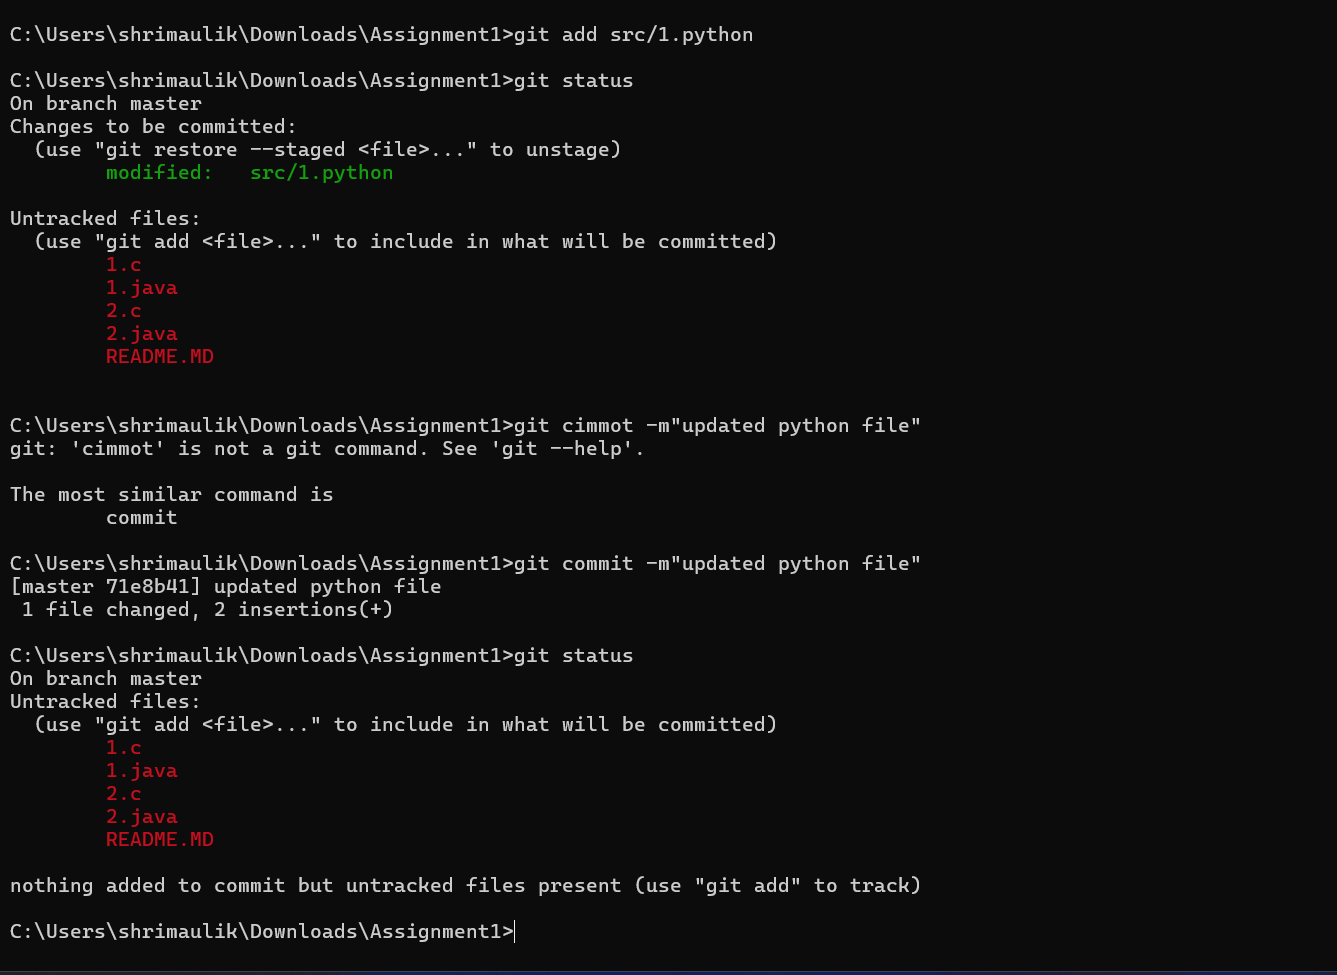 C:\Users\shrimaulik\Downloads\Assignment1>git add src/1.python
C:\Users\shrimaulik\Downloads\Assignment1>git status
On branch master
Changes to be committed:
  (use "git restore --staged <file>..." to unstage)
        modified:   src/1.python
Untracked files:
  (use "git add <file>..." to include in what will be committed)
        1.c
        1.java
        2.c
        2.java
        README.MD
C:\Users\shrimaulik\Downloads\Assignment1>git cimmot -m"updated python file"
git: 'cimmot' is not a git command. See 'git --help'.
The most similar command is
        commit
C:\Users\shrimaulik\Downloads\Assignment1>git commit -m"updated python file"
[master 71e8b41] updated python file
 1 file changed, 2 insertions(+)
C:\Users\shrimaulik\Downloads\Assignment1>git status
On branch master
Untracked files:
  (use "git add <file>..." to include in what will be committed)
        1.c
        1.java
        2.c
        2.java
        README.MD
nothing added to commit but untracked files present (use "git add" to track)
C:\Users\shrimaulik\Downloads\Assignment1>